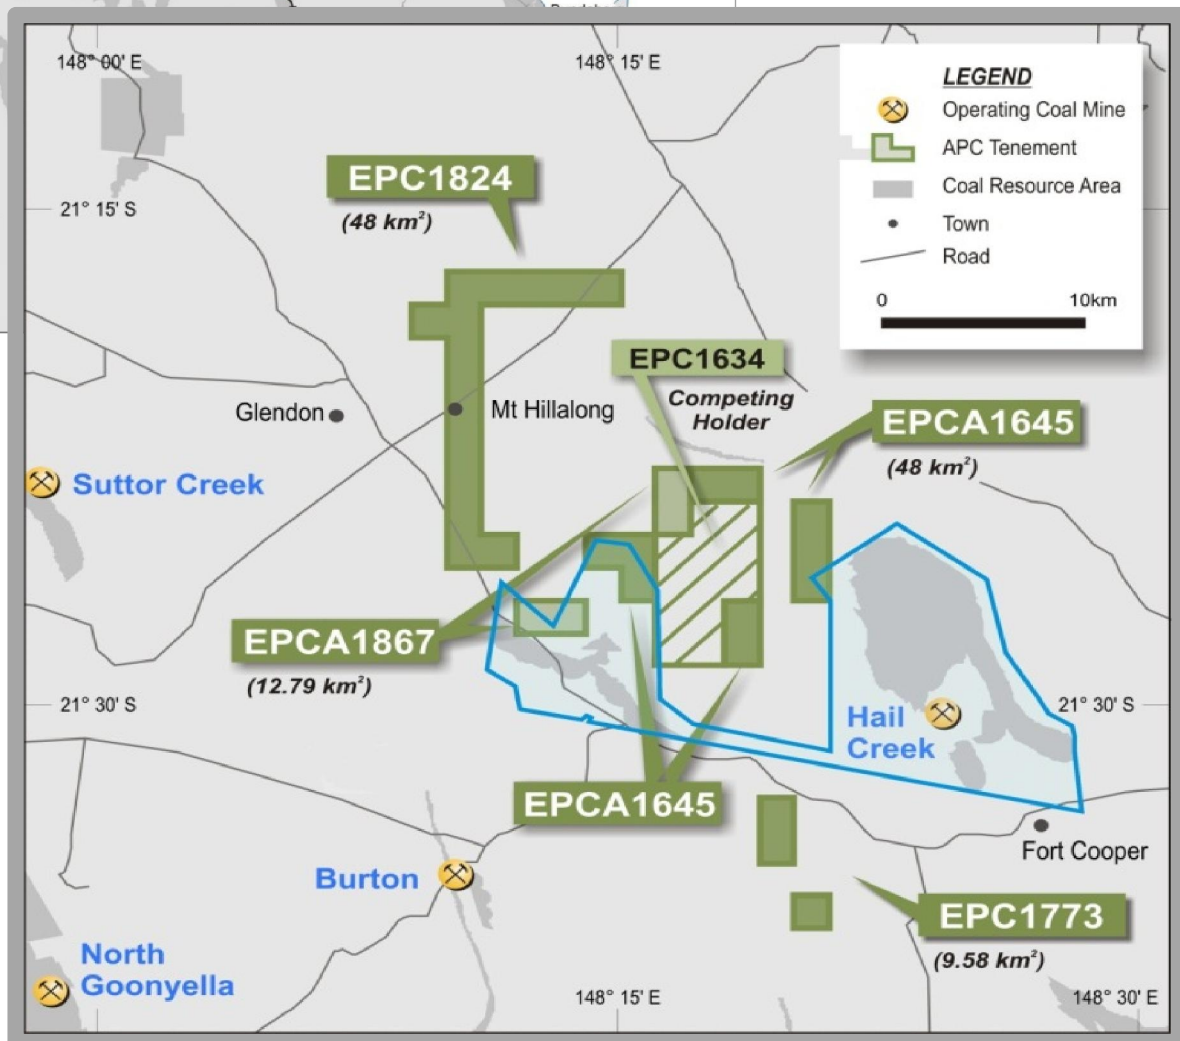 148° 00' E
148° 15' E
LEGEND
Operating Coal Mine
APC Tenement
Coal Resource Area
Town
Road
0 10km
EPC1824
(48 km²)
21° 15' S
EPC1634
Competing
Holder
EPCA1645
(48 km²)
Glendon
Mt Hillalong
Suttor Creek
EPCA1867
(12.79 km²)
21° 30' S
21° 30' S
Hail
Creek
EPCA1645
Fort Cooper
Burton
EPC1773
(9.58 km²)
North
Goonyella
148° 15' E
148° 30' E